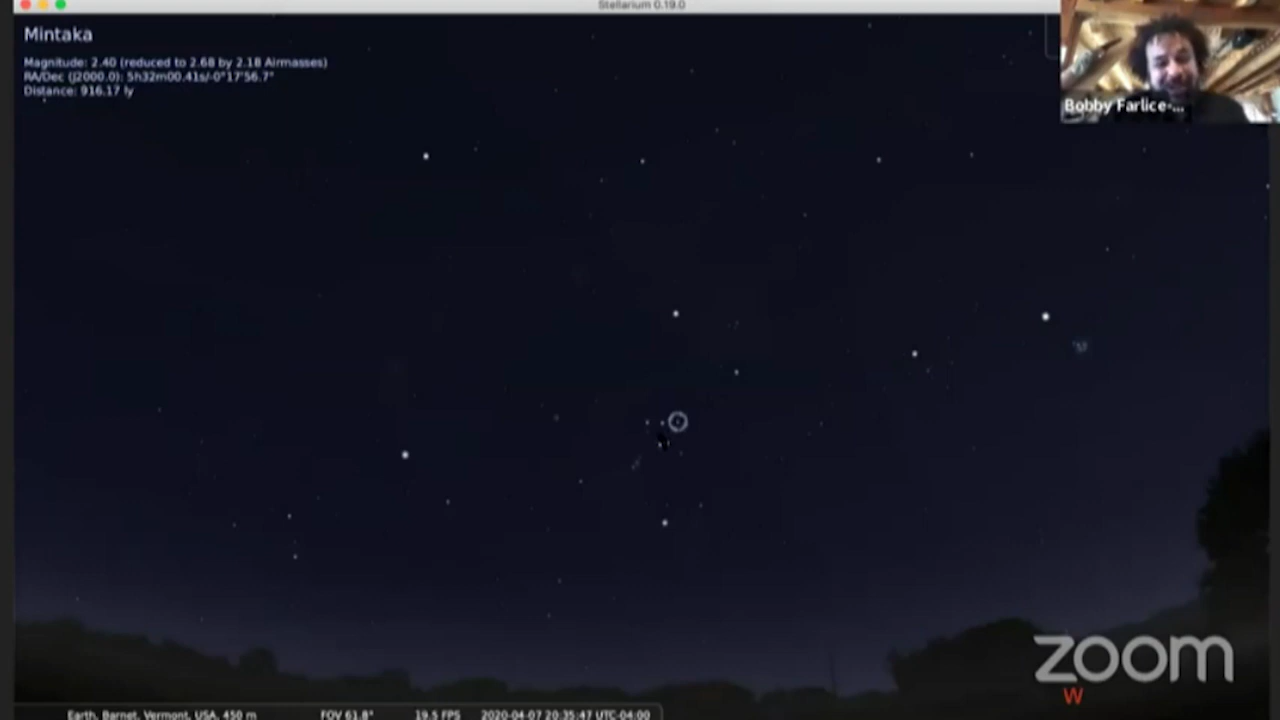 Stellarium 0.19.0
Mintaka
Magnitude: 2.40 (reduced to 2.68 by 2.18 Airmasses)
RA/Dec (J2000.0): 5h32m00.41s/-0°17'56.7"
Distance: 916.17 ly
Bobby Farlice-...
zoom
W
Earth, Barnet, Vermont, USA, 450 m FOV 61.8° 19.5 FPS 2020-04-07 20:35:47 UTC-04:00